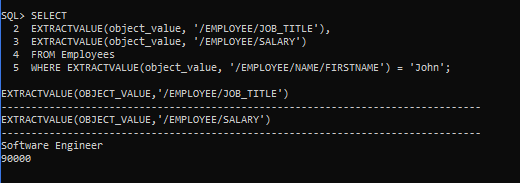 SQL> SELECT
2 EXTRACTVALUE(object_value, '/EMPLOYEE/JOB_TITLE'),
3 EXTRACTVALUE(object_value, '/EMPLOYEE/SALARY')
4 FROM Employees
5 WHERE EXTRACTVALUE(object_value, '/EMPLOYEE/NAME/FIRSTNAME') = 'John';
EXTRACTVALUE(OBJECT_VALUE,'/EMPLOYEE/JOB_TITLE')
--------------------------------------------------------------------------------
EXTRACTVALUE(OBJECT_VALUE,'/EMPLOYEE/SALARY')
--------------------------------------------------------------------------------
Software Engineer
90000